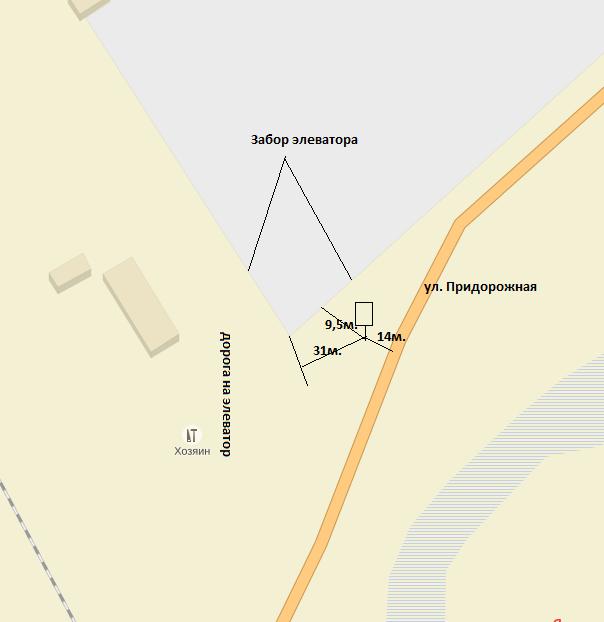 Забор элеватора
ул. Придорожная
9,5м.
14м.
31м.
Дорога на элеватор
Хозяин